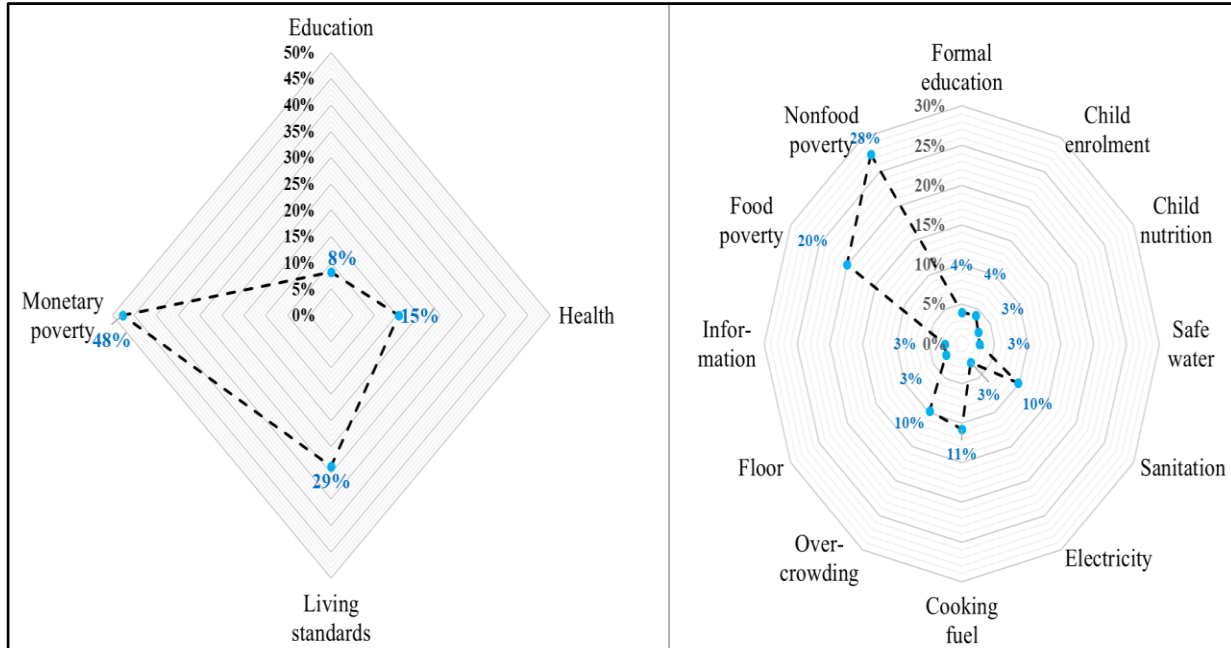 Education
50%
45%
40%
35%
30%
25%
20%
15%
10%
5%
0%
8%
15%
Health
Monetary
poverty
48%
29%
Living
standards
Formal
education
Child
enrolment
Child
nutrition
Safe
water
Sanitation
Electricity
Cooking
fuel
Over-
crowding
Floor
Infor-
mation
Food
poverty
Nonfood
poverty
30%
25%
20%
15%
10%
5%
0%
4%
4%
3%
3%
10%
3%
11%
10%
3%
3%
20%
28%